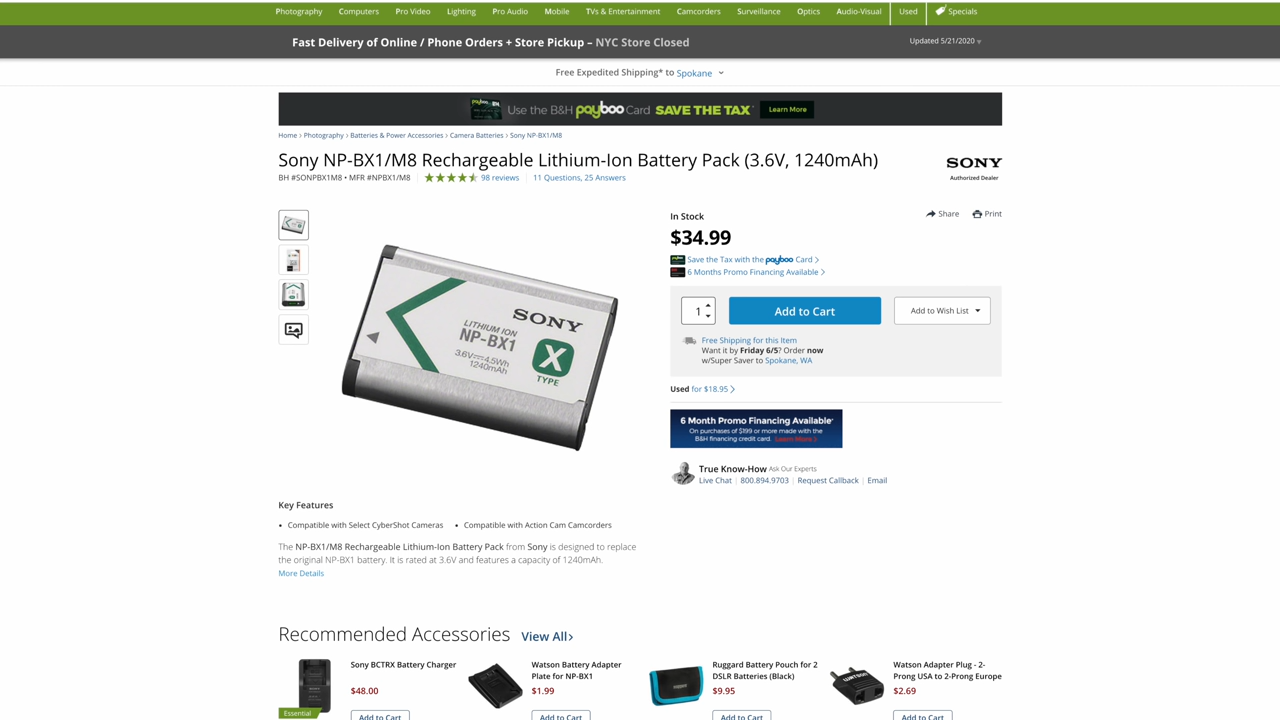 Photography Computers Pro Video Lighting Pro Audio Mobile TVs & Entertainment Camcorders Surveillance Optics Audio-Visual Used Specials
Fast Delivery of Online / Phone Orders + Store Pickup – NYC Store Closed
Updated 5/21/2020
Free Expedited Shipping* to Spokane
Use the B&H payboo Card SAVE THE TAX* Learn More
Home > Photography > Batteries & Power Accessories > Camera Batteries > Sony NP-BX1/M8
Sony NP-BX1/M8 Rechargeable Lithium-Ion Battery Pack (3.6V, 1240mAh)
SONY
Authorized Dealer
BH #SONPBX1M8 • MFR #NPBX1/M8 98 reviews 11 Questions, 25 Answers
In Stock
Share Print
$34.99
Save the Tax with the payboo Card >
6 Months Promo Financing Available >
1 Add to Cart Add to Wish List
Free Shipping for this Item
Want it by Friday 6/5? Order now
w/Super Saver to Spokane, WA
Used for $18.95 >
SONY
LITHIUM ION
NP-BX1
3.6V⎓4.5Wh
1240mAh
X
TYPE
6 Month Promo Financing Available*
On purchases of $199 or more made with the
B&H financing credit card. Learn More >
True Know-How Ask Our Experts
Live Chat | 800.894.9703 | Request Callback | Email
Key Features
• Compatible with Select CyberShot Cameras • Compatible with Action Cam Camcorders
The NP-BX1/M8 Rechargeable Lithium-Ion Battery Pack from Sony is designed to replace
the original NP-BX1 battery. It is rated at 3.6V and features a capacity of 1240mAh.
More Details
Recommended Accessories View All>
Sony BCTRX Battery Charger
$48.00
Essential
Add to Cart
Watson Battery Adapter
Plate for NP-BX1
$1.99
Add to Cart
Ruggard Battery Pouch for 2
DSLR Batteries (Black)
$9.95
Add to Cart
Watson Adapter Plug - 2-
Prong USA to 2-Prong Europe
$2.69
Add to Cart